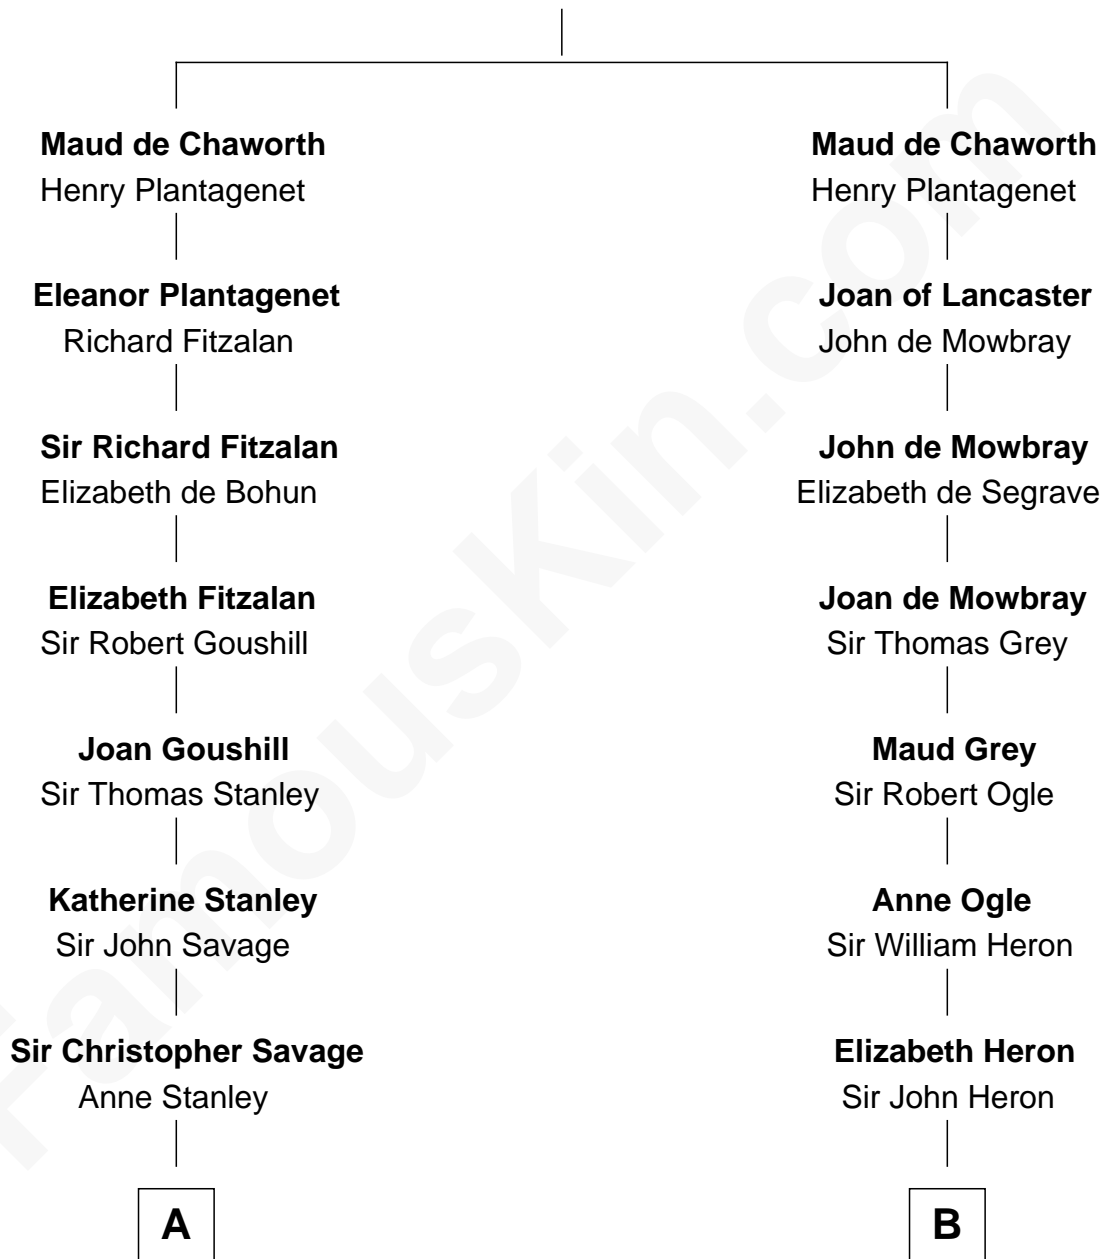 Maud de Chaworth
Henry Plantagenet
Eleanor Plantagenet
Richard Fitzalan
Sir Richard Fitzalan
Elizabeth de Bohun
Elizabeth Fitzalan
Sir Robert Goushill
Joan Goushill
Sir Thomas Stanley
Katherine Stanley
Sir John Savage
Sir Christopher Savage
Anne Stanley
A
Maud de Chaworth
Henry Plantagenet
Joan of Lancaster
John de Mowbray
John de Mowbray
Elizabeth de Segrave
Joan de Mowbray
Sir Thomas Grey
Maud Grey
Sir Robert Ogle
Anne Ogle
Sir William Heron
Elizabeth Heron
Sir John Heron
B
FamousKin.com